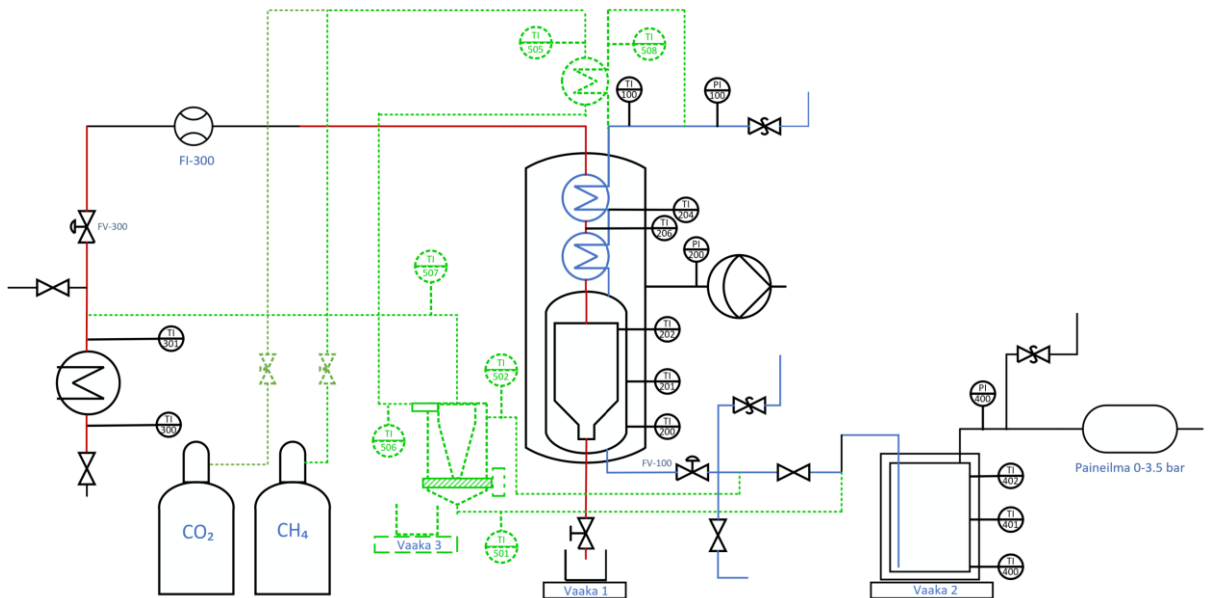 TI
505
TI
508
TI
100
PI
100
FI-300
TI
204
TI
206
FV-300
PI
200
TI
507
TI
301
TI
202
TI
502
TI
201
PI
400
TI
300
TI
506
TI
200
Paineilma 0-3.5 bar
FV-100
TI
402
CO₂
CH₄
TI
401
Vaaka 3
TI
501
TI
400
Vaaka 1
Vaaka 2